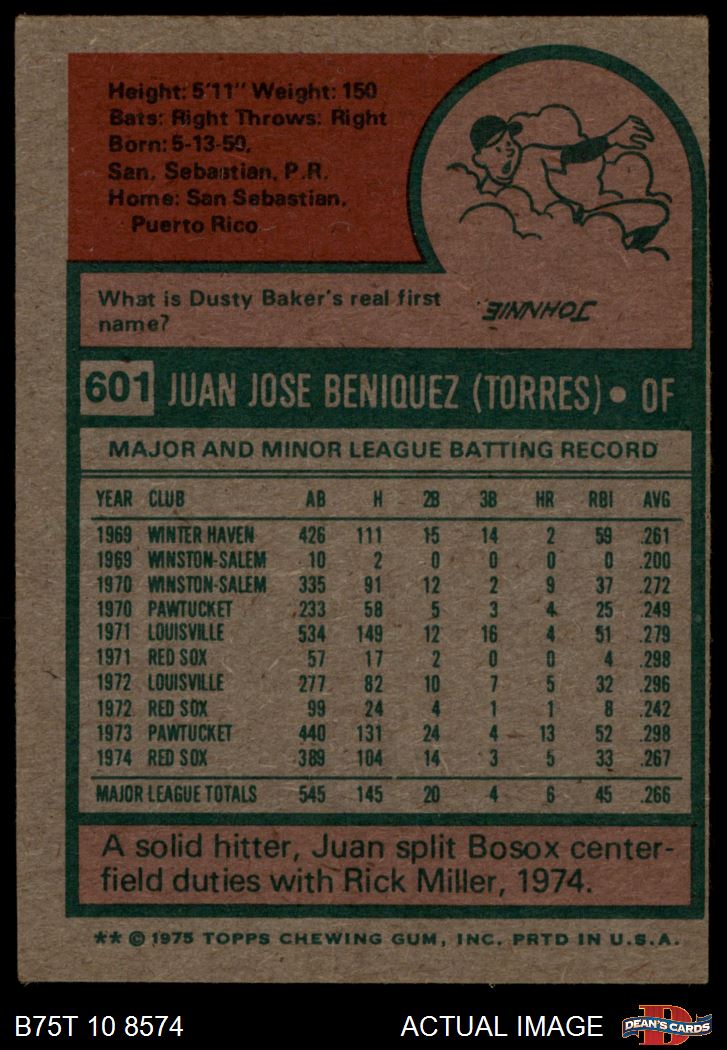 Height: 5'11" Weight: 150
Bats: Right Throws: Right
Born: 5-13-50,
San. Sebastian, P.R.
Home: San Sebastian,
Puerto Rico
What is Dusty Baker's real first
name?
JOHNNIE.
601 JUAN JOSE BENIQUEZ (TORRES) • OF
MAJOR AND MINOR LEAGUE BATTING RECORD
YEAR CLUB AB H 2B 3B HR RBI AVG
1969 WINTER HAVEN 426 111 15 14 2 59 .261
1969 WINSTON-SALEM 10 2 0 0 0 0 .200
1970 WINSTON-SALEM 335 91 12 2 9 37 .272
1970 PAWTUCKET 233 58 5 3 4 25 .249
1971 LOUISVILLE 534 149 12 16 4 51 .279
1971 RED SOX 57 17 2 0 0 4 .298
1972 LOUISVILLE 277 82 10 7 5 32 .296
1972 RED SOX 99 24 4 1 1 8 .242
1973 PAWTUCKET 440 131 24 4 13 52 .298
1974 RED SOX 389 104 14 3 5 33 .267
MAJOR LEAGUE TOTALS 545 145 20 4 6 45 .266
A solid hitter, Juan split Bosox center-
field duties with Rick Miller, 1974.
** © 1975 TOPPS CHEWING GUM, INC. PRTD IN U.S.A.
B75T 10 8574 ACTUAL IMAGE D DEAN'S CARDS